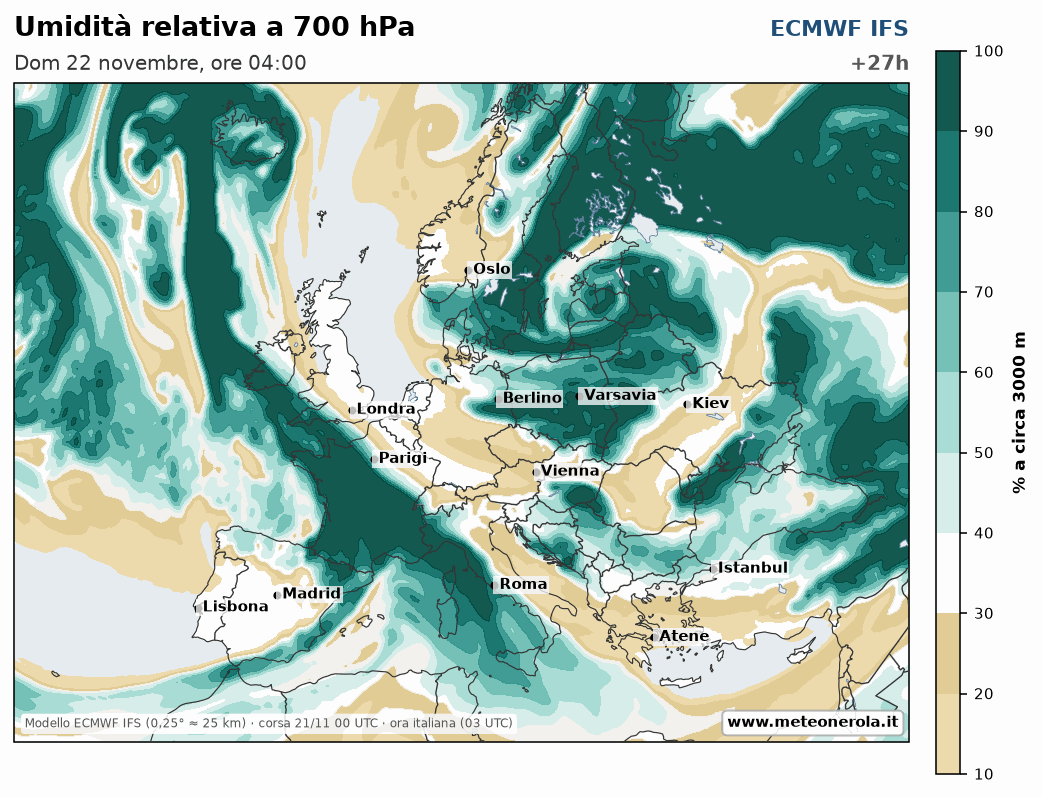 Umidità relativa a 700 hPa
ECMWF IFS
Dom 22 novembre, ore 04:00
+27h
100
90
80
70
60
50
40
30
20
10
% a circa 3000 m
Oslo
Berlino
Varsavia
Kiev
Londra
Parigi
Vienna
Istanbul
Roma
Madrid
Lisbona
Atene
Modello ECMWF IFS (0,25° ≈ 25 km) · corsa 21/11 00 UTC · ora italiana (03 UTC)
www.meteonerola.it